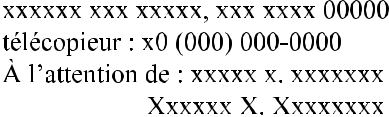 xxxxxx xxx xxxxx, xxx xxxx 00000
télécopieur : x0 (000) 000-0000
À l’attention de : xxxxx x. xxxxxxx
Xxxxxx X. Xxxxxxxx